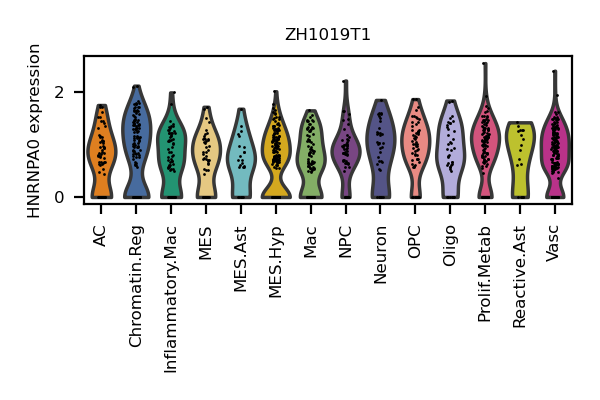 ZH1019T1
HNRNPA0 expression
2
0
AC
Chromatin.Reg
Inflammatory.Mac
MES
MES.Ast
MES.Hyp
Mac
NPC
Neuron
OPC
Oligo
Prolif.Metab
Reactive.Ast
Vasc